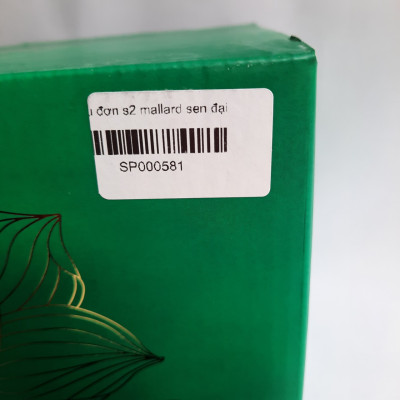 đơn s2 mallard sen đại
SP000581